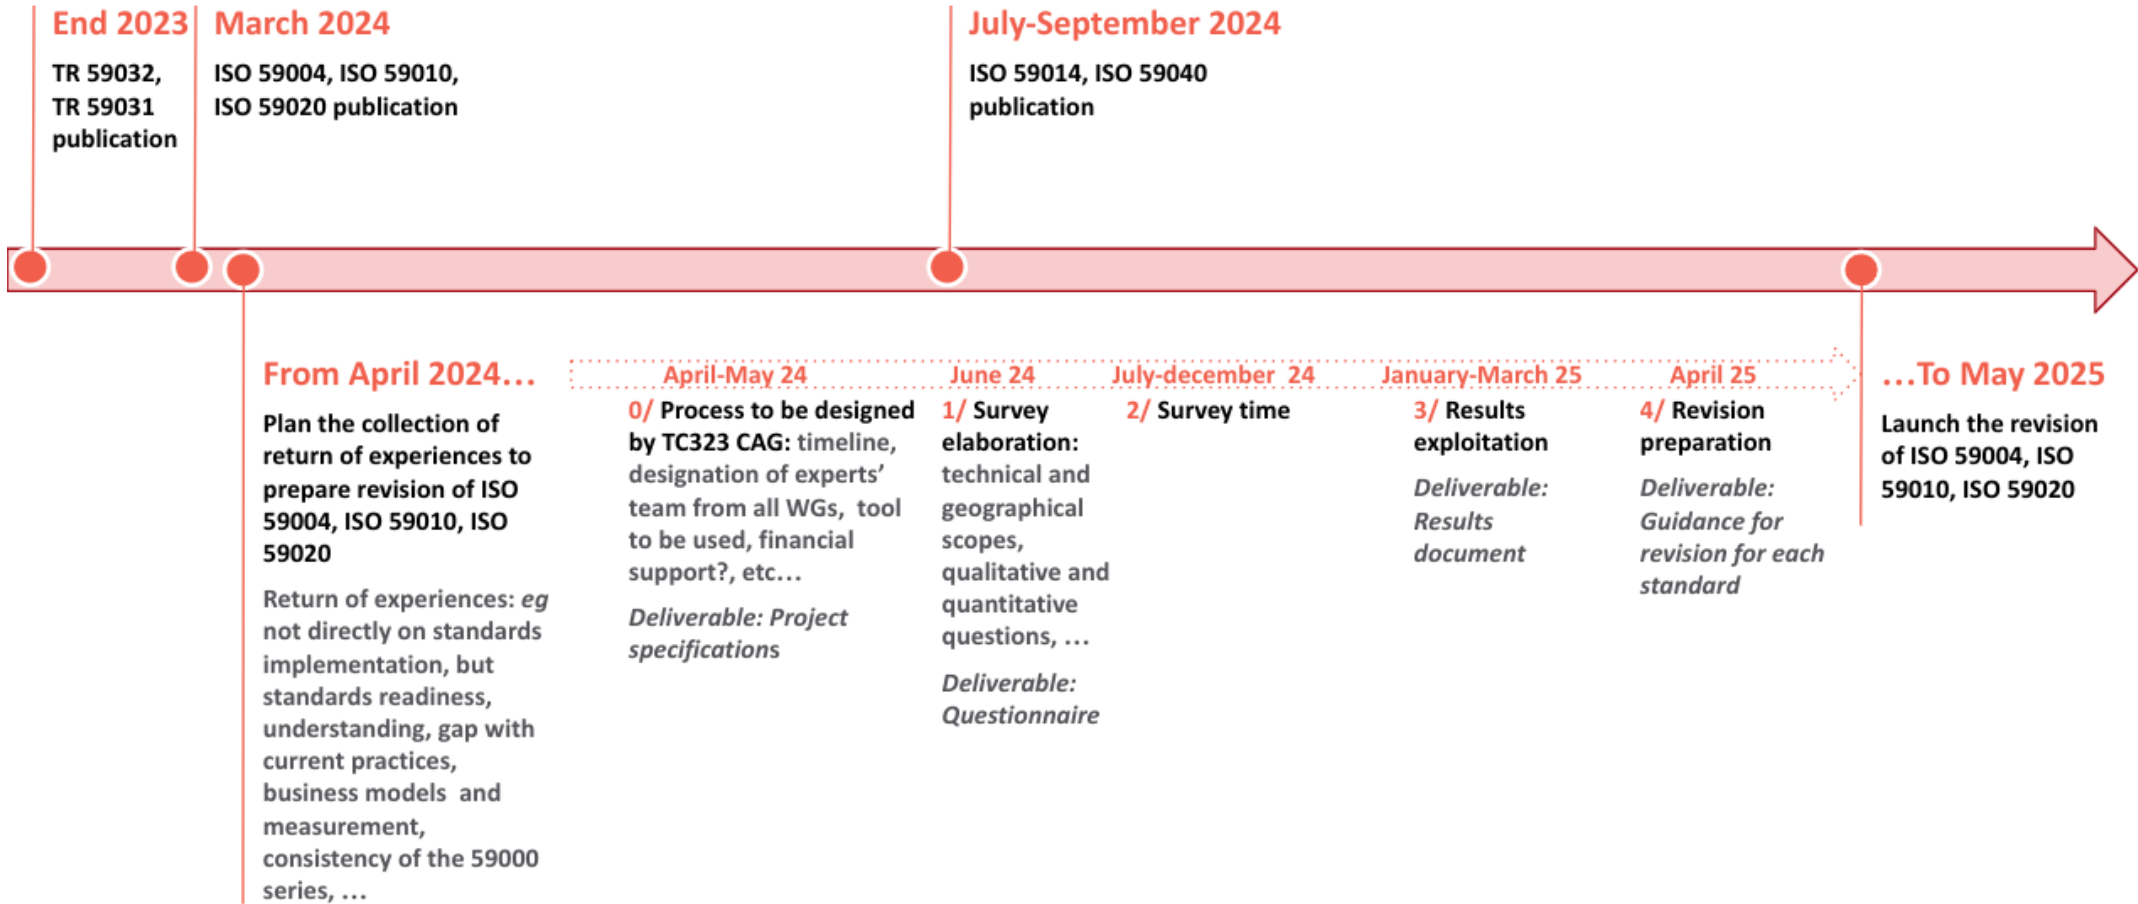 End 2023
TR 59032,
TR 59031
publication
March 2024
ISO 59004, ISO 59010,
ISO 59020 publication
July-September 2024
ISO 59014, ISO 59040
publication
From April 2024…
Plan the collection of
return of experiences to
prepare revision of ISO
59004, ISO 59010, ISO
59020
Return of experiences: eg
not directly on standards
implementation, but
standards readiness,
understanding, gap with
current practices,
business models  and
measurement,
consistency of the 59000
series, …
April-May 24
0/ Process to be designed
by TC323 CAG: timeline,
designation of experts’
team from all WGs,  tool
to be used, financial
support?, etc…
Deliverable: Project
specifications
June 24
1/ Survey
elaboration:
technical and
geographical
scopes,
qualitative and
quantitative
questions, …
Deliverable:
Questionnaire
July-december  24
2/ Survey time
January-March 25
3/ Results
exploitation
Deliverable:
Results
document
April 25
4/ Revision
preparation
Deliverable:
Guidance for
revision for each
standard
…To May 2025
Launch the revision
of ISO 59004, ISO
59010, ISO 59020